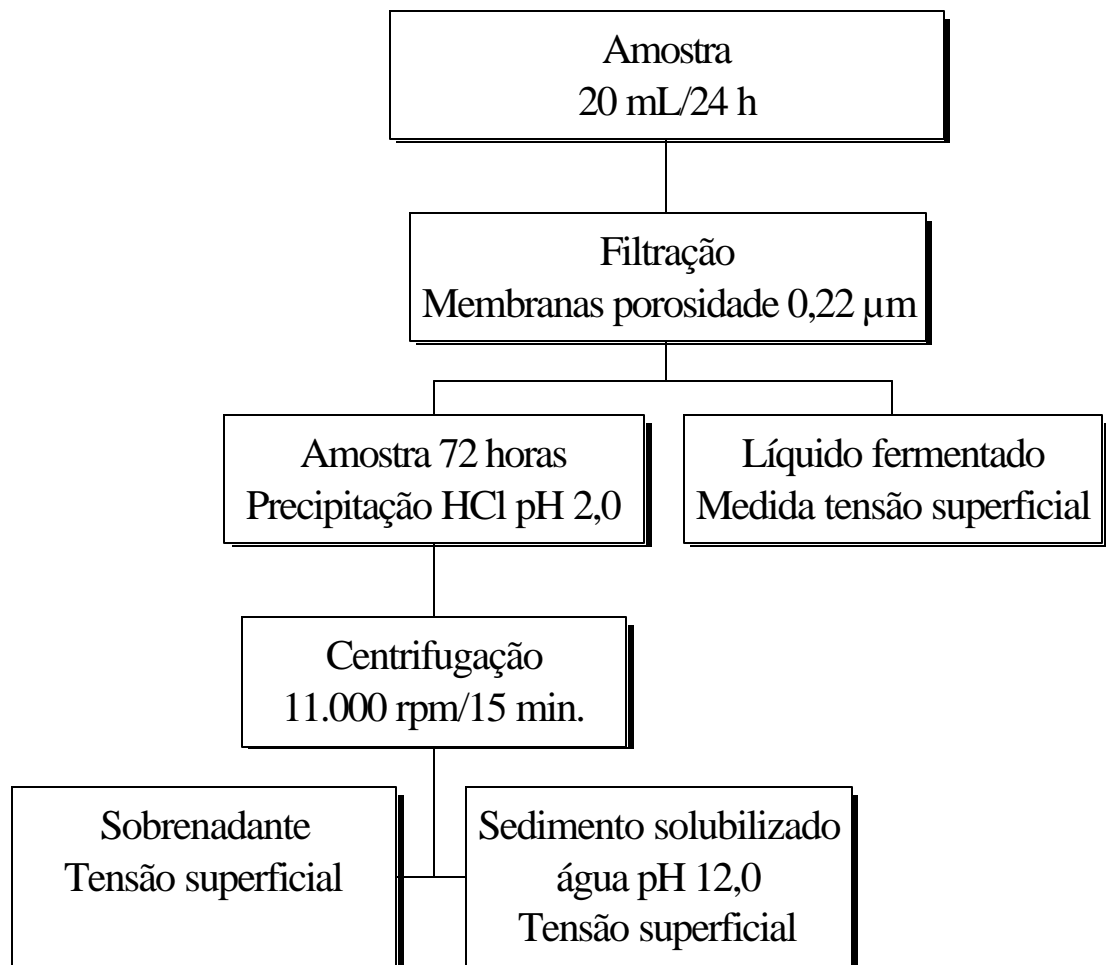 Amostra
20 mL/24 h
Filtração
Membranas porosidade 0,22 µm
Amostra 72 horas
Precipitação HCl pH 2,0
Líquido fermentado
Medida tensão superficial
Centrifugação
11.000 rpm/15 min.
Sobrenadante
Tensão superficial
Sedimento solubilizado
água pH 12,0
Tensão superficial